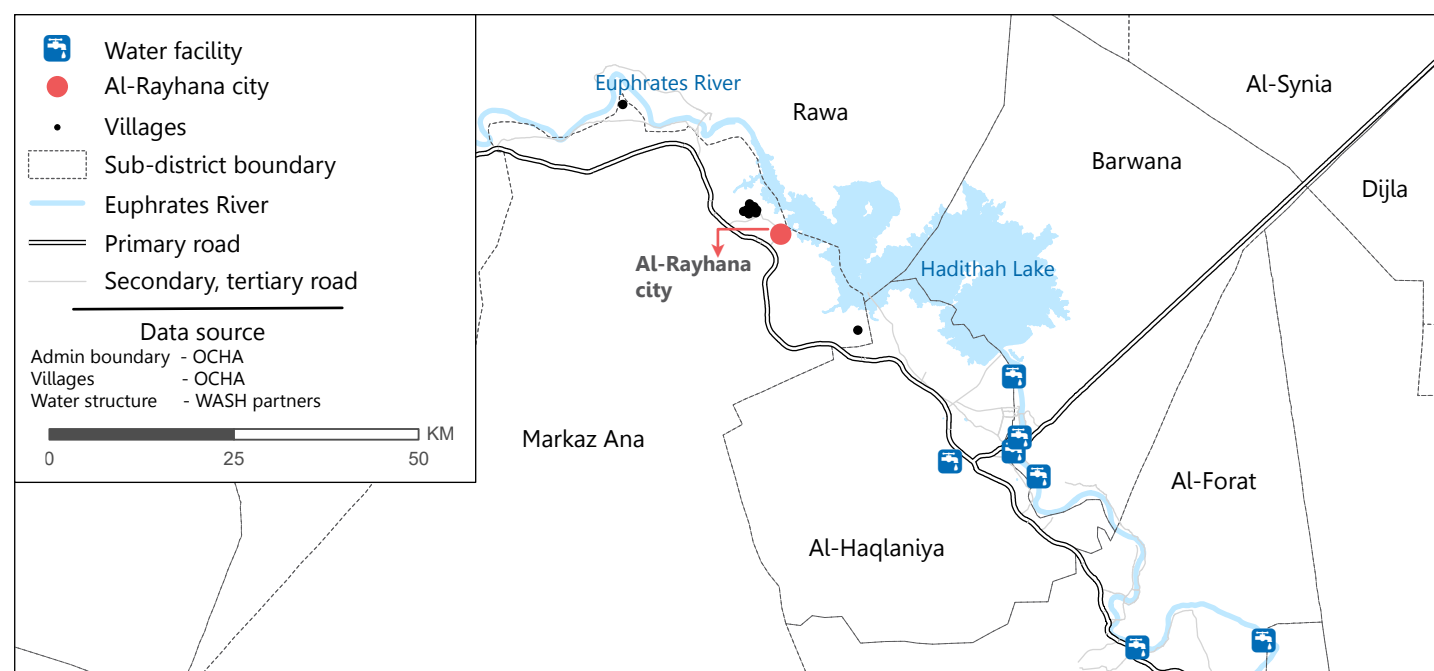 Water facility
Al-Rayhana city
Villages
Sub-district boundary
Euphrates River
Primary road
Secondary, tertiary road
Data source
Admin boundary - OCHA
Villages - OCHA
Water structure - WASH partners
KM
0 25 50
Euphrates River
Rawa
Al-Synia
Barwana
Dijla
Al-Rayhana
city
Hadithah Lake
Markaz Ana
Al-Forat
Al-Haqlaniya